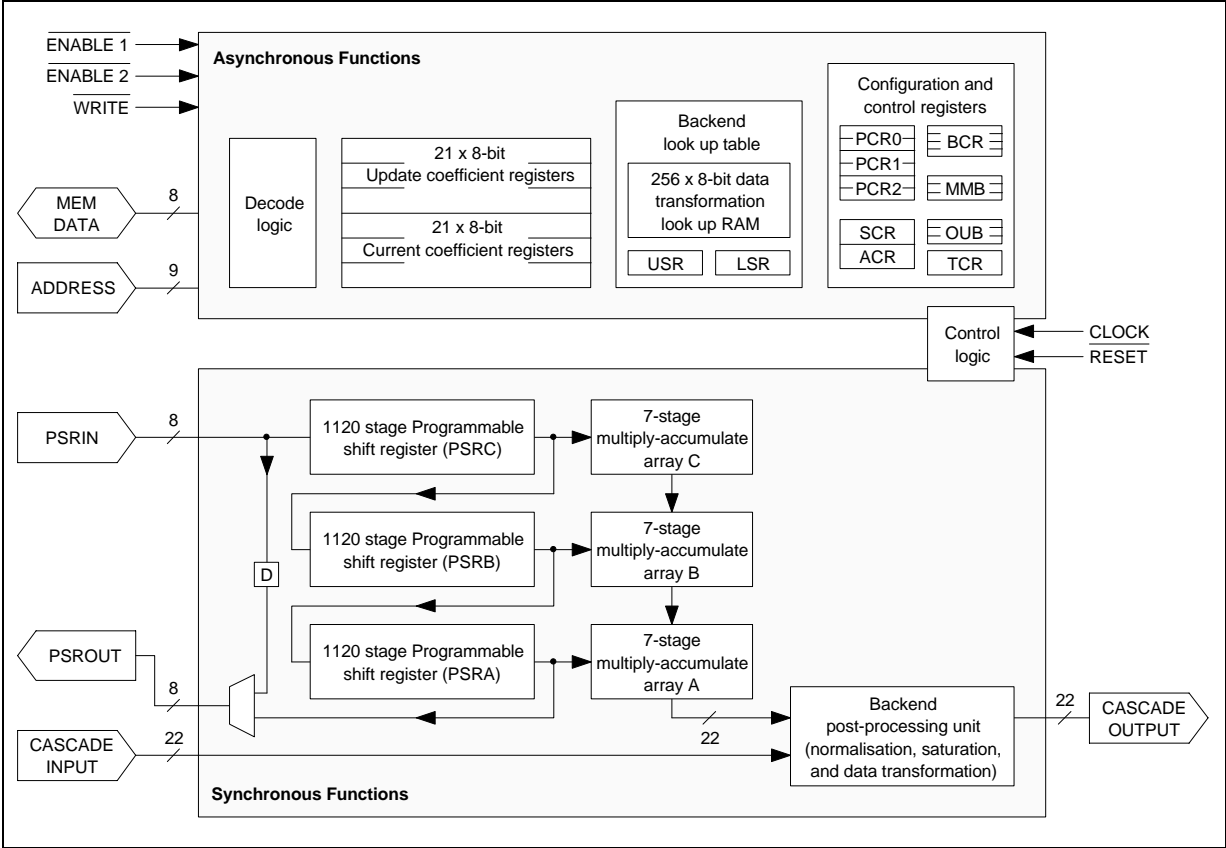 ENABLE 1
ENABLE 2
WRITE
MEM
DATA
8
ADDRESS
9
Asynchronous Functions
Decode
logic
21 x 8-bit
Update coefficient registers
21 x 8-bit
Current coefficient registers
Backend
look up table
256 x 8-bit data
transformation
look up RAM
USR
LSR
Configuration and
control registers
PCR0
PCR1
PCR2
SCR
ACR
BCR
MMB
OUB
TCR
Control
logic
CLOCK
RESET
PSRIN
8
1120 stage Programmable
shift register (PSRC)
7-stage
multiply-accumulate
array C
1120 stage Programmable
shift register (PSRB)
7-stage
multiply-accumulate
array B
D
1120 stage Programmable
shift register (PSRA)
7-stage
multiply-accumulate
array A
PSROUT
8
CASCADE
INPUT
22
22
Backend
post-processing unit
(normalisation, saturation,
and data transformation)
22
CASCADE
OUTPUT
Synchronous Functions